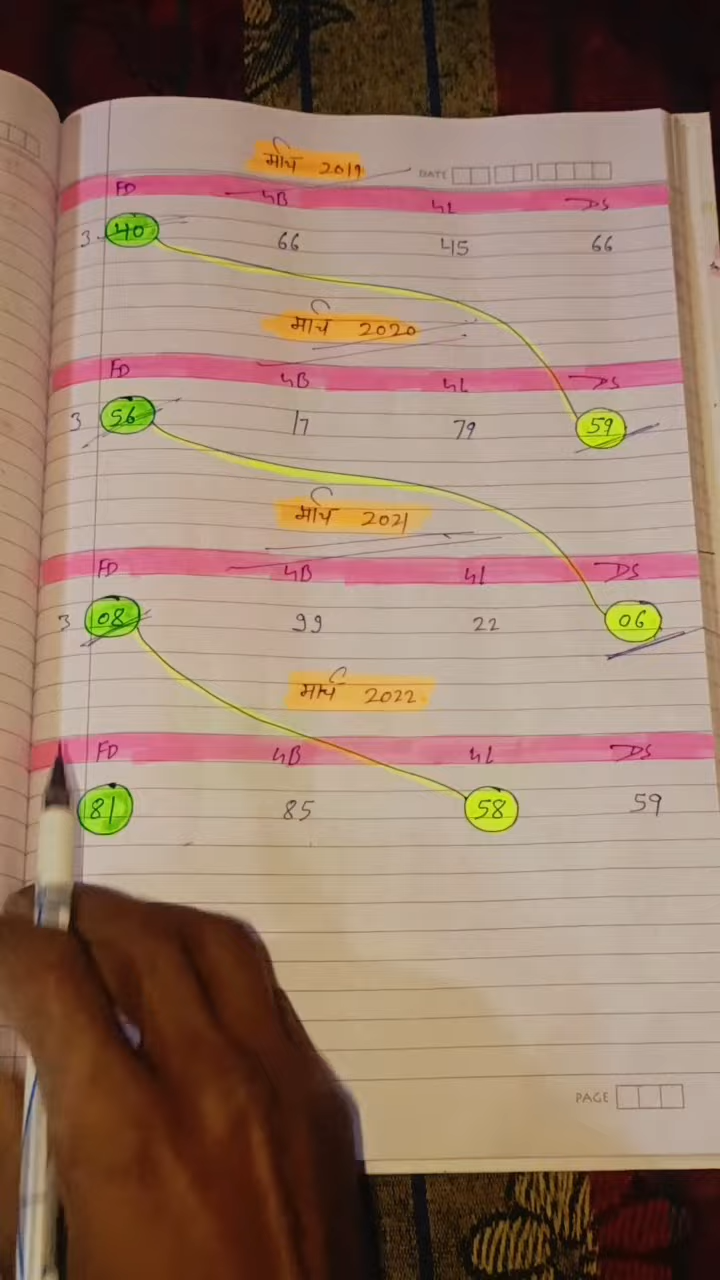 मार्च 2019
DATE
FD GB GL DS
3. 40 66 45 66
मार्च 2020
FD GB GL DS
3 56 17 79 59
मार्च 2021
FD GB GL DS
3 08 99 22 06
मार्च 2022
FD GB GL DS
81 85 58 59
PAGE